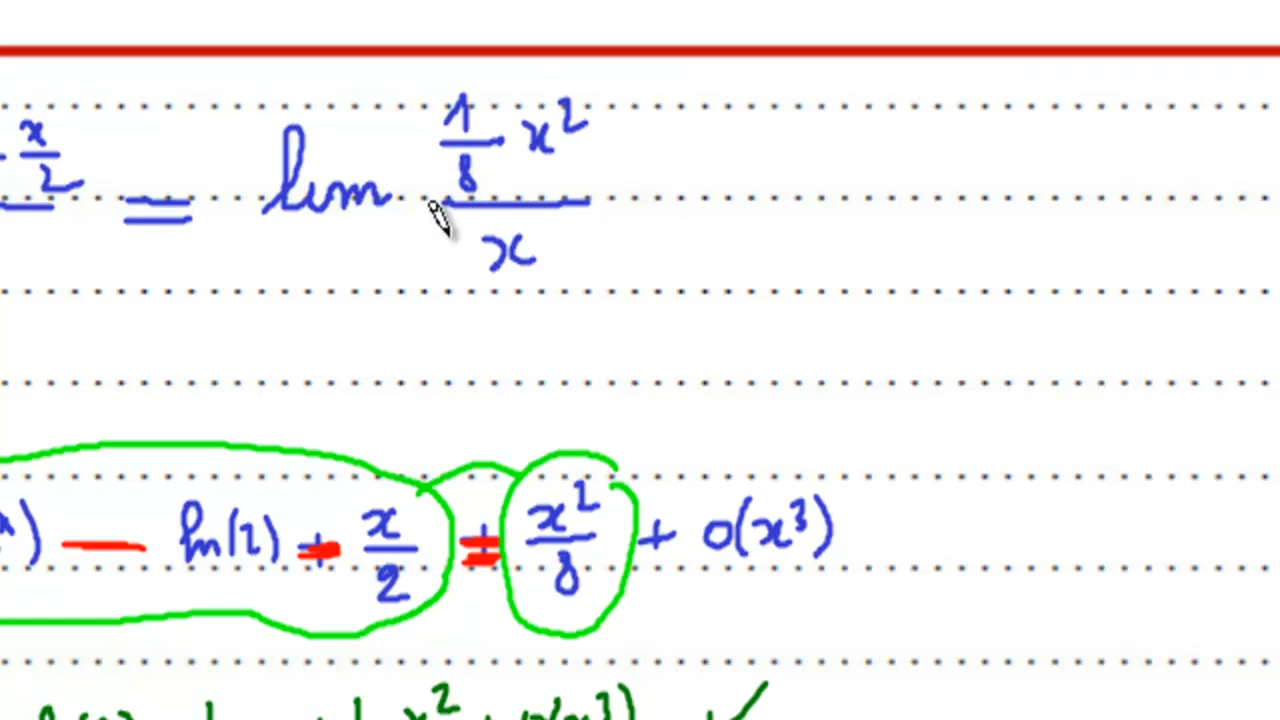 x/2 = lim (1/8 · x²)/x
) — ln(2) - x/2 = x²/8 + o(x³)